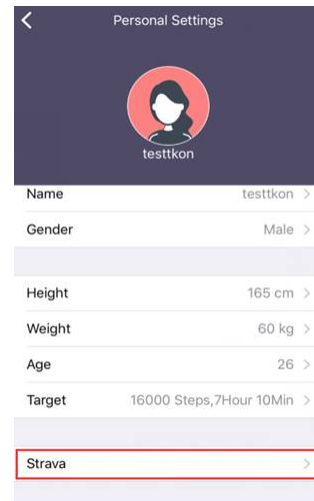 Personal Settings
testtkon
Name testtkon
Gender Male
Height 165 cm
Weight 60 kg
Age 26
Target 16000 Steps,7Hour 10Min
Strava